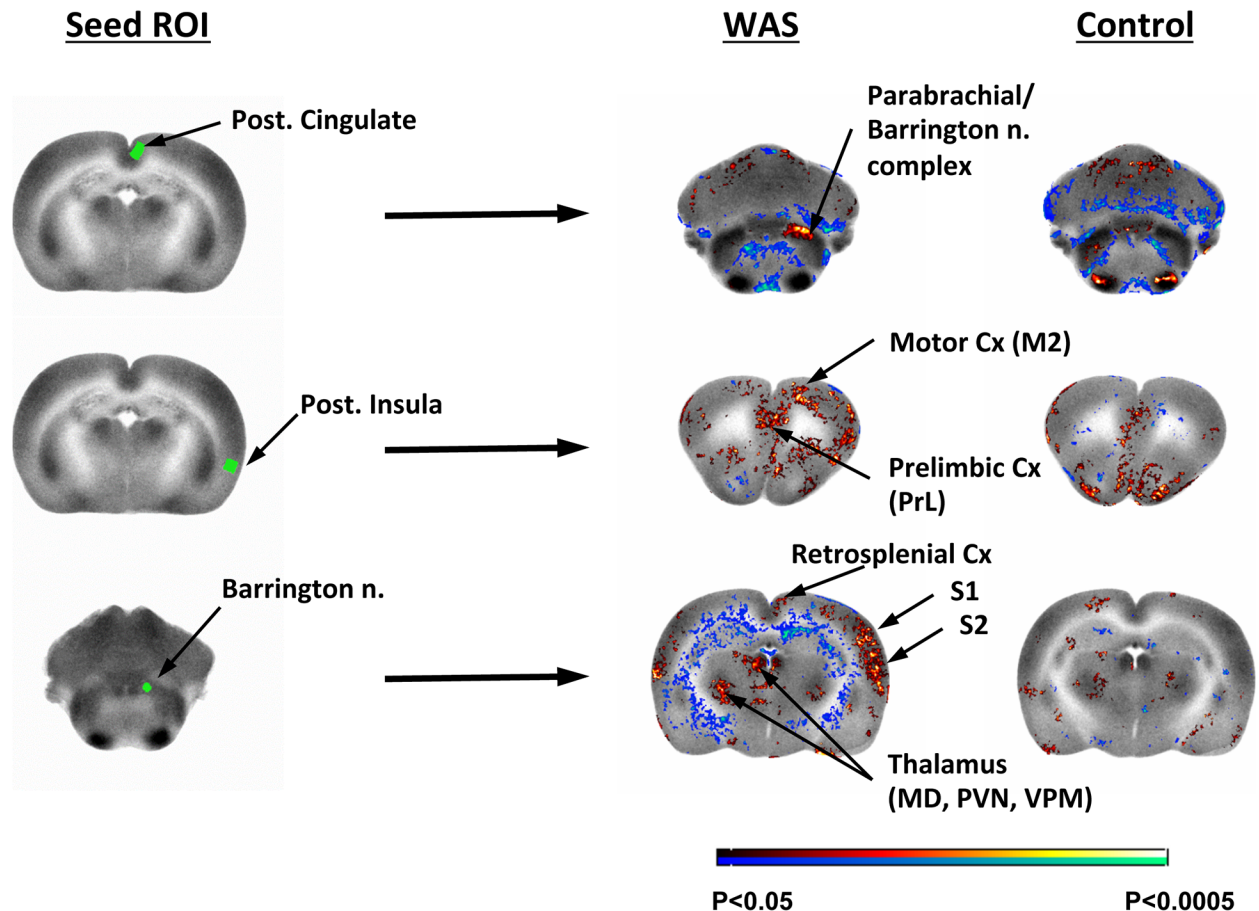 Seed ROI
WAS
Control
Post. Cingulate
Parabrachial/
Barrington n.
complex
Post. Insula
Motor Cx (M2)
Prelimbic Cx
(PrL)
Barrington n.
Retrosplenial Cx
S1
S2
Thalamus
(MD, PVN, VPM)
P<0.05
P<0.0005